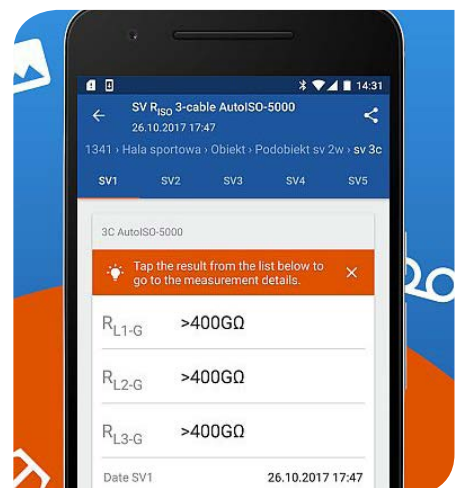 14:31
SV RISO 3-cable AutoISO-5000
26.10.2017 17:47
1341 › Hala sportowa › Obiekt › Podobiekt sv 2w › sv 3c
SV1 SV2 SV3 SV4 SV5
3C AutoISO-5000
Tap the result from the list below to
go to the measurement details.
RL1-G >400GΩ
RL2-G >400GΩ
RL3-G >400GΩ
Date SV1 26.10.2017 17:47